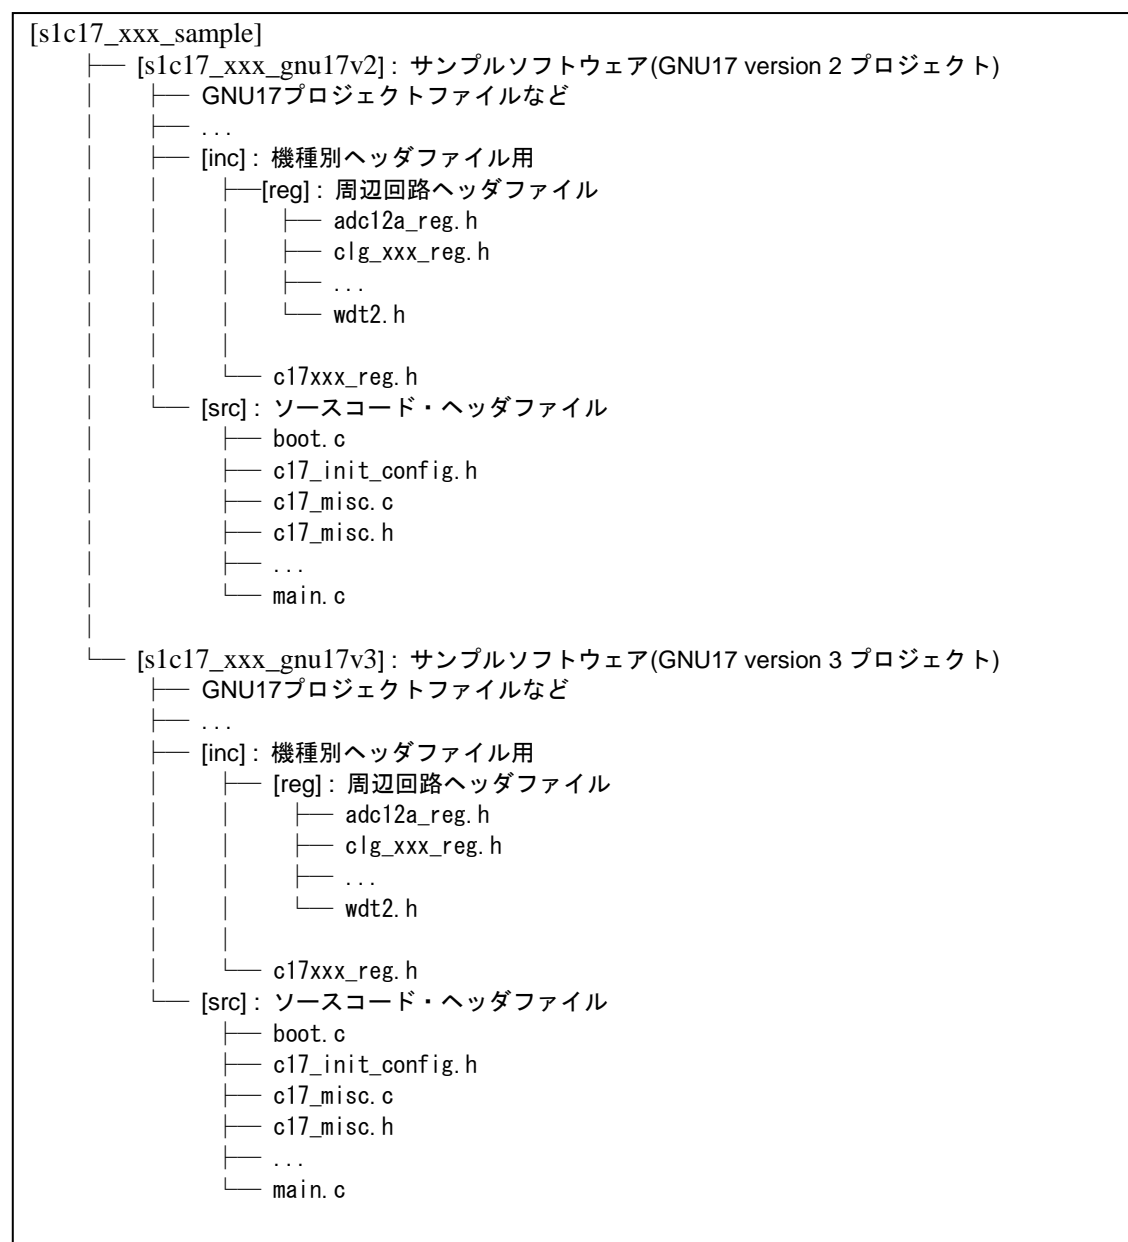 [s1c17_xxx_sample]
├── [s1c17_xxx_gnu17v2] : サンプルソフトウェア(GNU17 version 2 プロジェクト)
│   ├── GNU17プロジェクトファイルなど
│   ├── ...
│   ├── [inc] : 機種別ヘッダファイル用
│   │   ├──[reg] : 周辺回路ヘッダファイル
│   │   │   ├── adc12a_reg.h
│   │   │   ├── clg_xxx_reg.h
│   │   │   ├── ...
│   │   │   └── wdt2.h
│   │   │
│   │   └── c17xxx_reg.h
│   └── [src] : ソースコード・ヘッダファイル
│       ├── boot.c
│       ├── c17_init_config.h
│       ├── c17_misc.c
│       ├── c17_misc.h
│       ├── ...
│       └── main.c
│
└── [s1c17_xxx_gnu17v3] : サンプルソフトウェア(GNU17 version 3 プロジェクト)
    ├── GNU17プロジェクトファイルなど
    ├── ...
    ├── [inc] : 機種別ヘッダファイル用
    │   ├── [reg] : 周辺回路ヘッダファイル
    │   │   ├── adc12a_reg.h
    │   │   ├── clg_xxx_reg.h
    │   │   ├── ...
    │   │   └── wdt2.h
    │   │
    │   └── c17xxx_reg.h
    └── [src] : ソースコード・ヘッダファイル
        ├── boot.c
        ├── c17_init_config.h
        ├── c17_misc.c
        ├── c17_misc.h
        ├── ...
        └── main.c